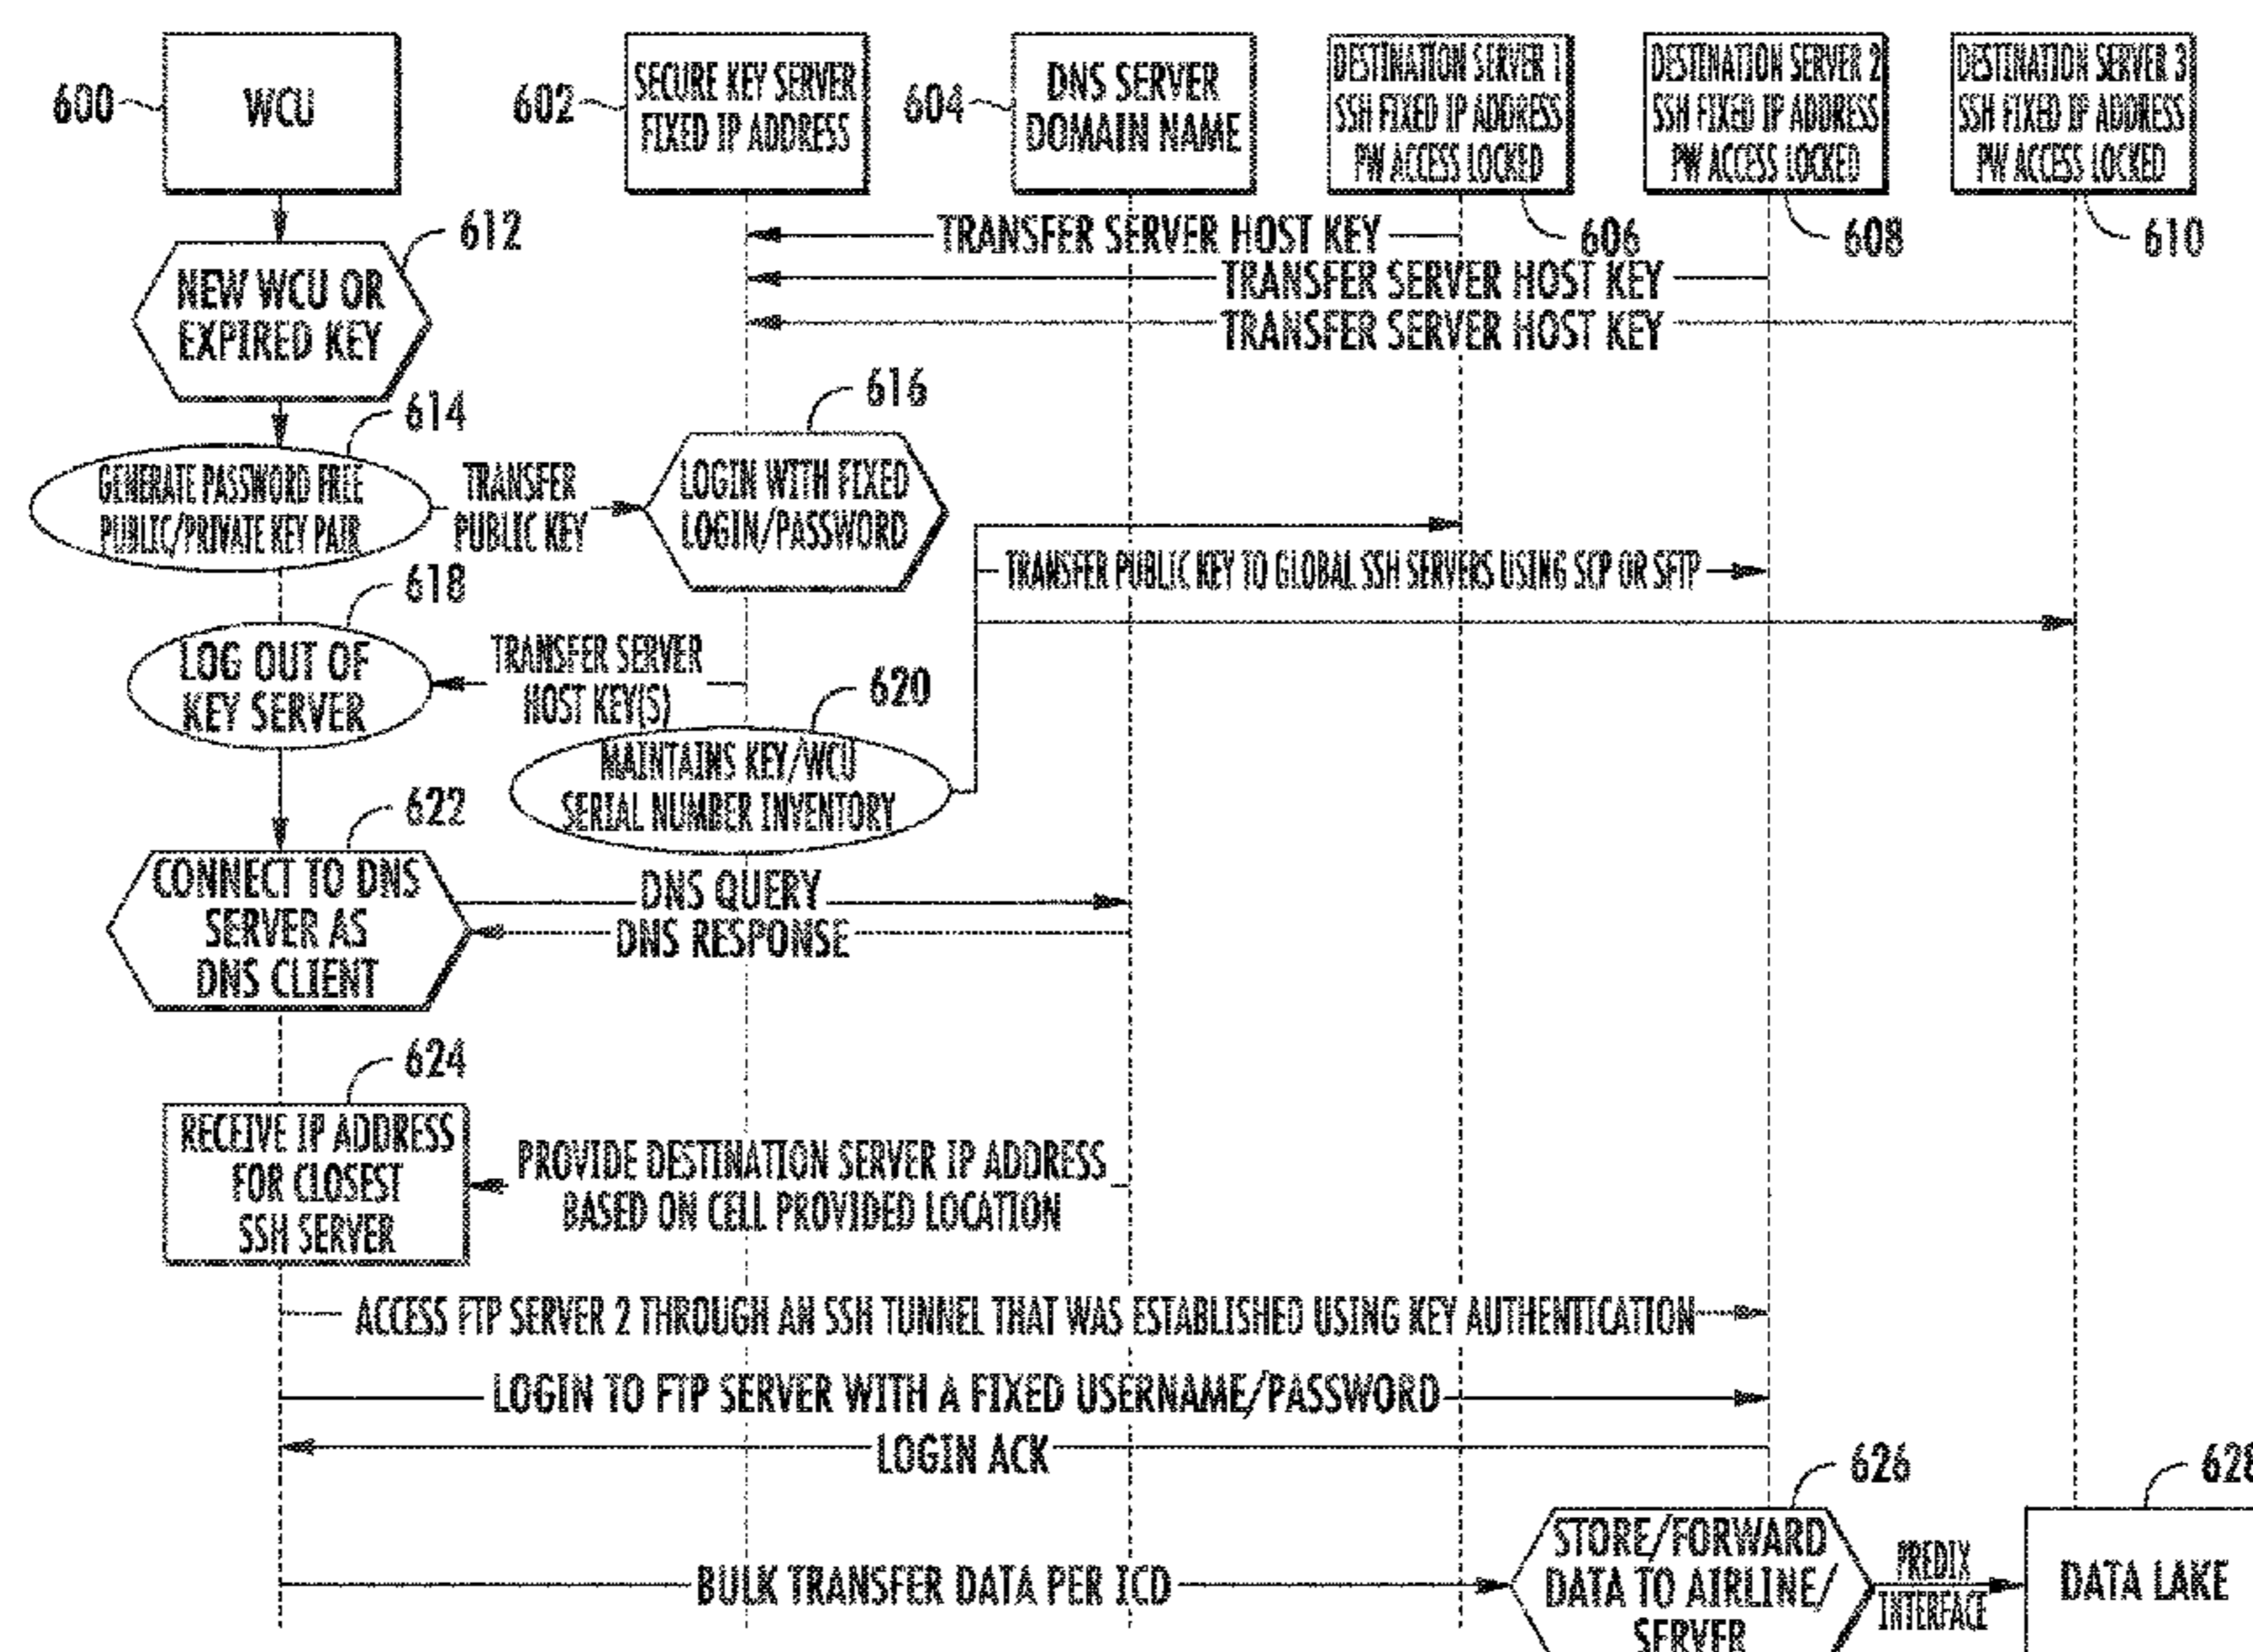 600
WCU
602
SECURE KEY SERVER
FIXED IP ADDRESS
604
DNS SERVER
DOMAIN NAME
DESTINATION SERVER 1
SSH FIXED IP ADDRESS
PW ACCESS LOCKED
606
DESTINATION SERVER 2
SSH FIXED IP ADDRESS
PW ACCESS LOCKED
608
DESTINATION SERVER 3
SSH FIXED IP ADDRESS
PW ACCESS LOCKED
610
TRANSFER SERVER HOST KEY
TRANSFER SERVER HOST KEY
TRANSFER SERVER HOST KEY
612
NEW WCU OR
EXPIRED KEY
614
GENERATE PASSWORD FREE
PUBLIC/PRIVATE KEY PAIR
TRANSFER
PUBLIC KEY
616
LOGIN WITH FIXED
LOGIN/PASSWORD
TRANSFER PUBLIC KEY TO GLOBAL SSH SERVERS USING SCP OR SFTP
618
LOG OUT OF
KEY SERVER
TRANSFER SERVER
HOST KEY(S)
620
MAINTAINS KEY/WCU
SERIAL NUMBER INVENTORY
622
CONNECT TO DNS
SERVER AS
DNS CLIENT
DNS QUERY
DNS RESPONSE
624
RECEIVE IP ADDRESS
FOR CLOSEST
SSH SERVER
PROVIDE DESTINATION SERVER IP ADDRESS
BASED ON CELL PROVIDED LOCATION
ACCESS FTP SERVER 2 THROUGH AN SSH TUNNEL THAT WAS ESTABLISHED USING KEY AUTHENTICATION
LOGIN TO FTP SERVER WITH A FIXED USERNAME/PASSWORD
LOGIN ACK
BULK TRANSFER DATA PER ICD
626
STORE/FORWARD
DATA TO AIRLINE/
SERVER
PREDIX
INTERFACE
628
DATA LAKE